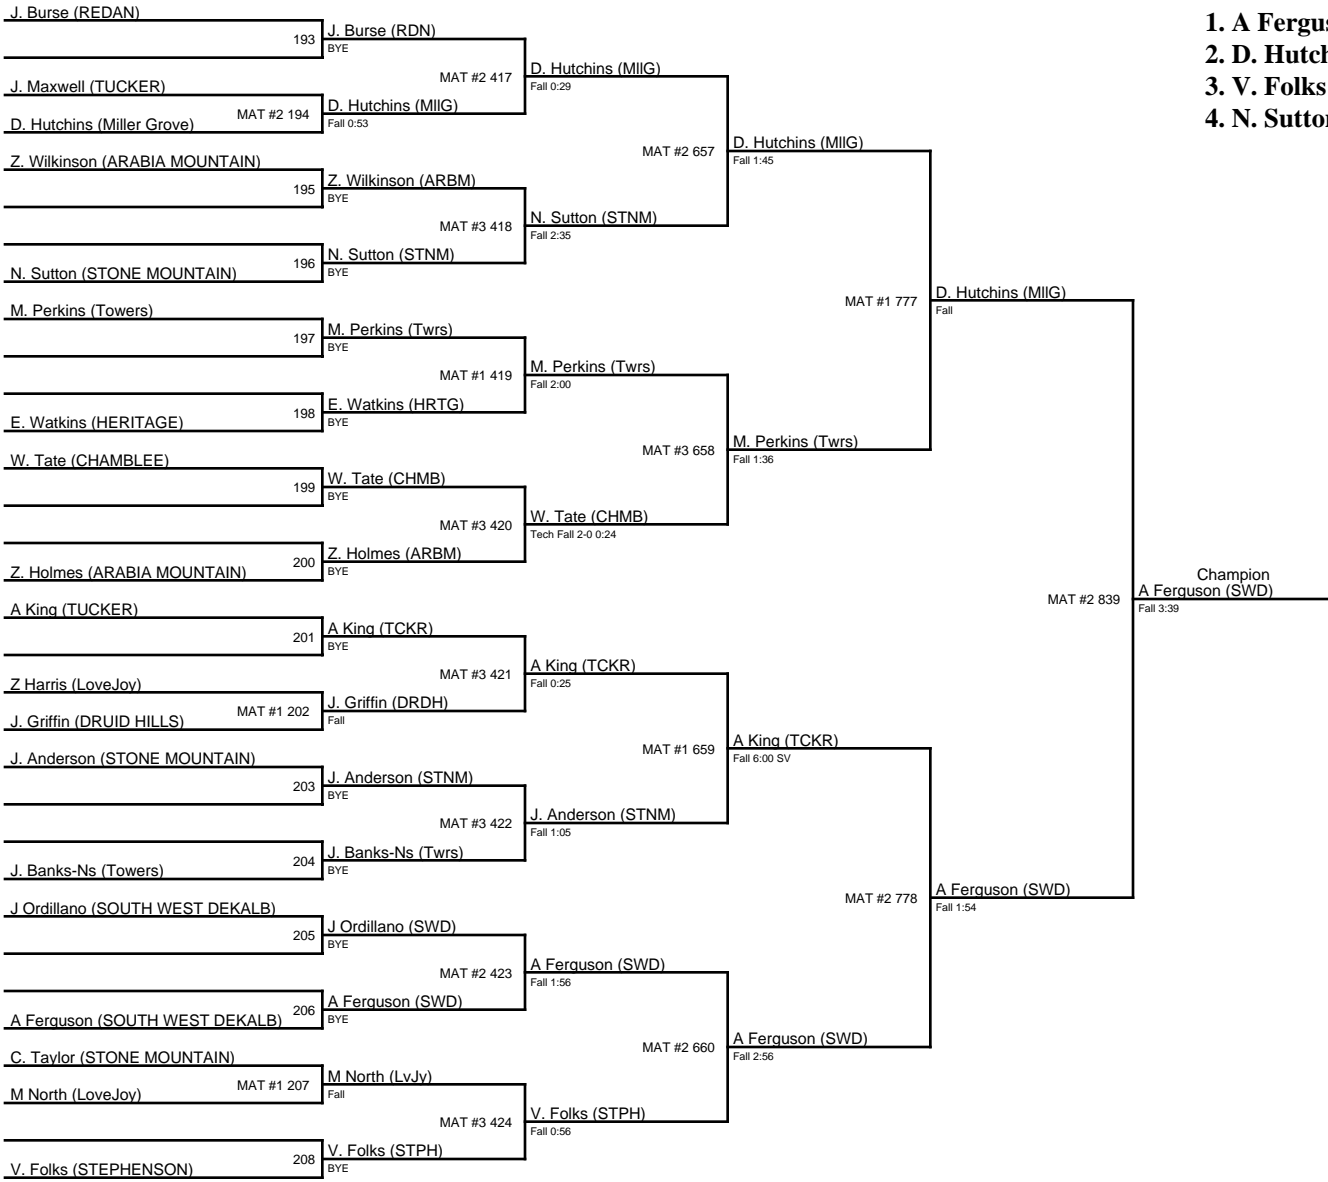 J. Burse (REDAN)
193
J. Burse (RDN)
BYE
MAT #2 417
D. Hutchins (MllG)
Fall 0:29
J. Maxwell (TUCKER)
MAT #2 194
D. Hutchins (MllG)
Fall 0:53
D. Hutchins (Miller Grove)
MAT #2 657
D. Hutchins (MllG)
Fall 1:45
Z. Wilkinson (ARABIA MOUNTAIN)
195
Z. Wilkinson (ARBM)
BYE
MAT #3 418
N. Sutton (STNM)
Fall 2:35
196
N. Sutton (STNM)
BYE
N. Sutton (STONE MOUNTAIN)
MAT #1 777
D. Hutchins (MllG)
Fall
M. Perkins (Towers)
197
M. Perkins (Twrs)
BYE
MAT #1 419
M. Perkins (Twrs)
Fall 2:00
198
E. Watkins (HRTG)
BYE
E. Watkins (HERITAGE)
MAT #3 658
M. Perkins (Twrs)
Fall 1:36
W. Tate (CHAMBLEE)
199
W. Tate (CHMB)
BYE
MAT #3 420
W. Tate (CHMB)
Tech Fall 2-0 0:24
200
Z. Holmes (ARBM)
BYE
Z. Holmes (ARABIA MOUNTAIN)
MAT #2 839
Champion
A Ferguson (SWD)
Fall 3:39
A King (TUCKER)
201
A King (TCKR)
BYE
MAT #3 421
A King (TCKR)
Fall 0:25
Z Harris (LoveJoy)
MAT #1 202
J. Griffin (DRDH)
Fall
J. Griffin (DRUID HILLS)
MAT #1 659
A King (TCKR)
Fall 6:00 SV
J. Anderson (STONE MOUNTAIN)
203
J. Anderson (STNM)
BYE
MAT #3 422
J. Anderson (STNM)
Fall 1:05
204
J. Banks-Ns (Twrs)
BYE
J. Banks-Ns (Towers)
MAT #2 778
A Ferguson (SWD)
Fall 1:54
J Ordillano (SOUTH WEST DEKALB)
205
J Ordillano (SWD)
BYE
MAT #2 423
A Ferguson (SWD)
Fall 1:56
206
A Ferguson (SWD)
BYE
A Ferguson (SOUTH WEST DEKALB)
MAT #2 660
A Ferguson (SWD)
Fall 2:56
C. Taylor (STONE MOUNTAIN)
MAT #1 207
M North (LvJy)
Fall
M North (LoveJoy)
MAT #3 424
V. Folks (STPH)
Fall 0:56
208
V. Folks (STPH)
BYE
V. Folks (STEPHENSON)
1. A
2. D.
3. V. Folks
4. N.